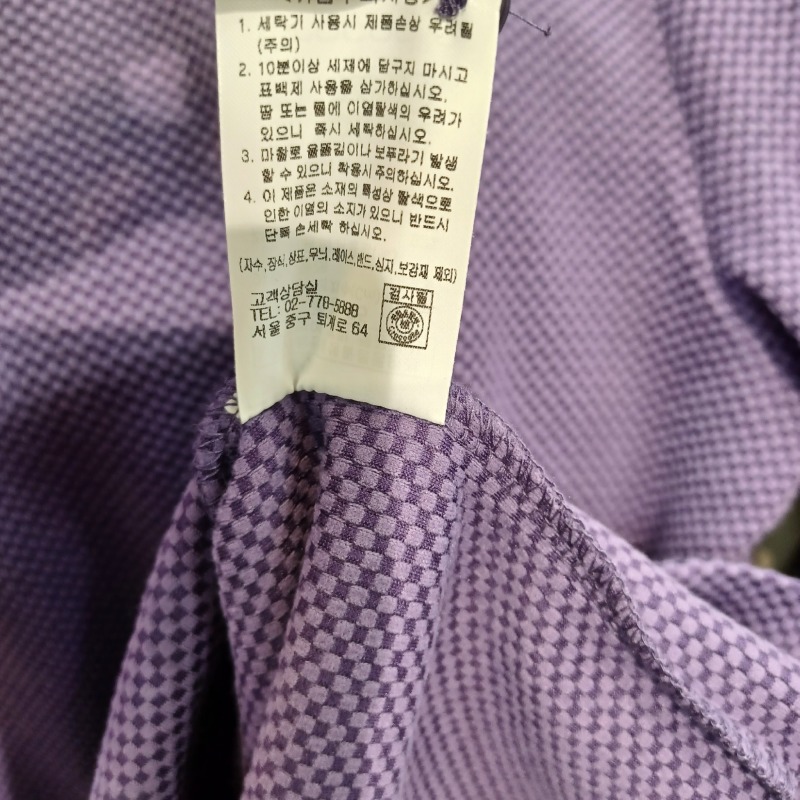 1. 세탁기 사용시 제품손상 우려됨
(주의)
2. 10분이상 세제에 담구지 마시고
표백제 사용을 삼가하십시오.
땀 또는 물에 이염탈색의 우려가
있으니 즉시 세탁하십시오.
3. 마찰로 올뜯김이나 보푸라기 발생
할 수 있으니 착용시 주의하십시오.
4. 이 제품은 소재의 특성상 탈색으로
인한 이염의 소지가 있으니 반드시
단독 손세탁 하십시오.
(자수,장식,상표,무늬,레이스,밴드,심지,보강재 제외)
고객상담실
TEL: 02-778-5888
서울 중구 퇴계로 64
검사필